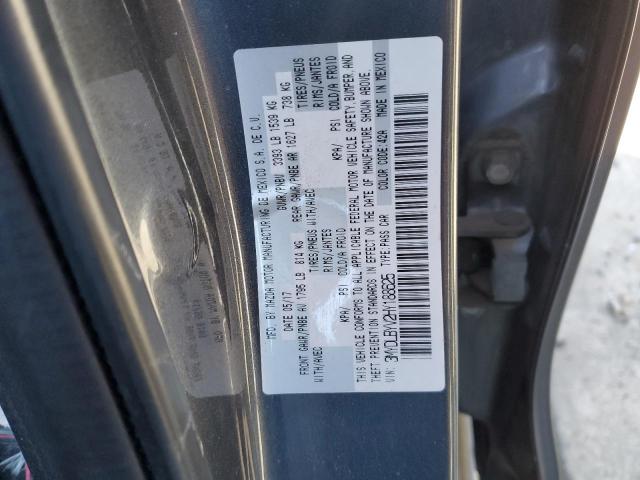 MFD. BY MAZDA MOTOR MANUFACTURING DE MEXICO S.A. DE C.V.
DATE 05/17 GVWR/PNBV 3393 LB 1539 KG
FRONT GAWR/PNBE AV 1795 LB 814 KG REAR GAWR/PNBE AR 1627 LB 738 KG
WITH/AVEC TIRES/PNEUS WITH/AVEC TIRES/PNEUS
RIMS/JANTES RIMS/JANTES
KPA/ PSI COLD/A FROID KPA/ PSI COLD/A FROID
THIS VEHICLE CONFORMS TO ALL APPLICABLE FEDERAL MOTOR VEHICLE SAFETY, BUMPER, AND
THEFT PREVENTION STANDARDS IN EFFECT ON THE DATE OF MANUFACTURE SHOWN ABOVE.
TYPE:PASS CAR COLOR CODE:42A MADE IN MEXICO
VIN: